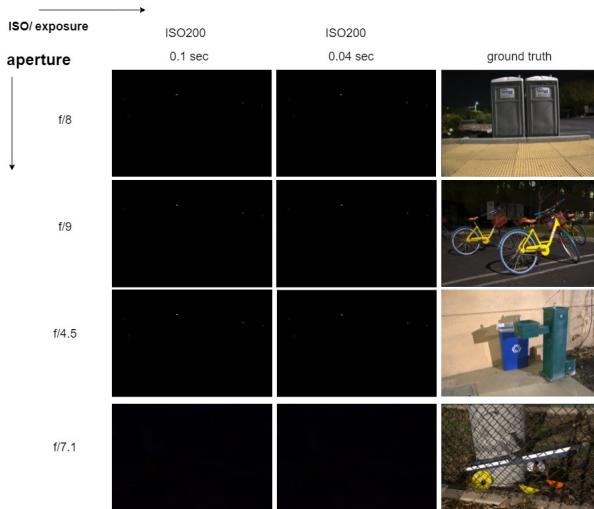 ISO/ exposure
ISO200 ISO200
aperture 0.1 sec 0.04 sec ground truth
f/8
f/9
f/4.5
f/7.1